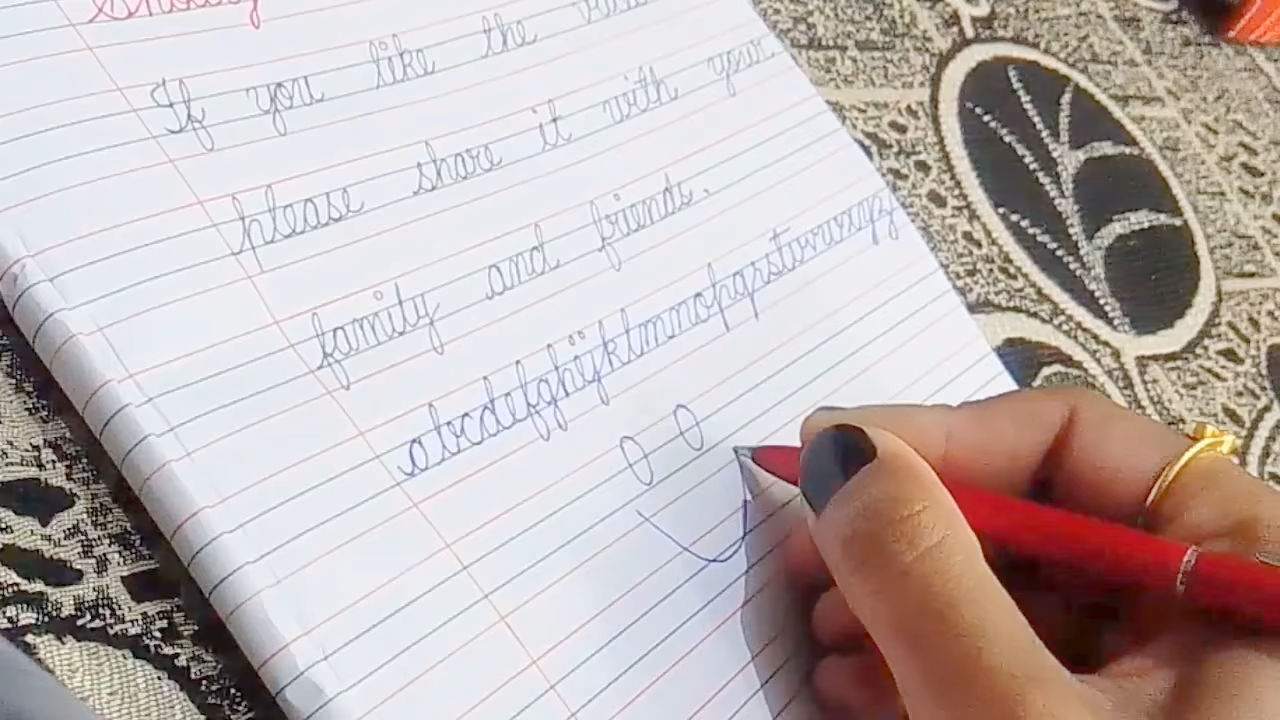 If you like the
please share it with your
family and friends.
abcdefghijklmnopqrstuvwxyz